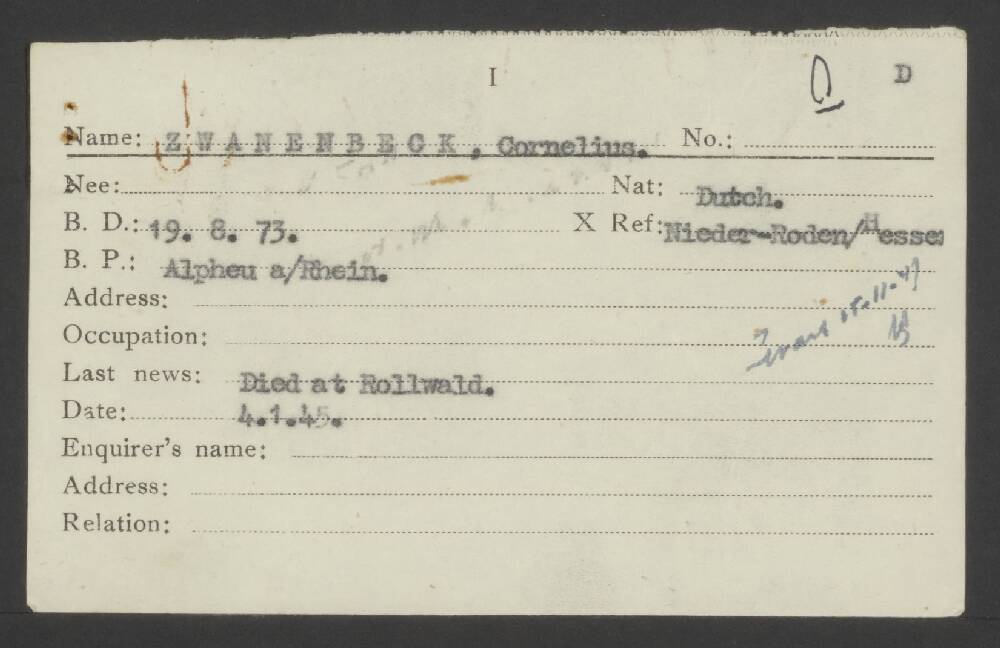 I D
Name: ZWANENBECK, Cornelius. No.:
Nee: Nat: Dutch.
B. D.: 19. 8. 73. X Ref: Nieder-Roden/Hesse
B. P.: Alpheu a/Rhein.
Address:
Occupation:
Last news: Died at Rollwald.
Date: 4.1.45.
Enquirer's name:
Address:
Relation: